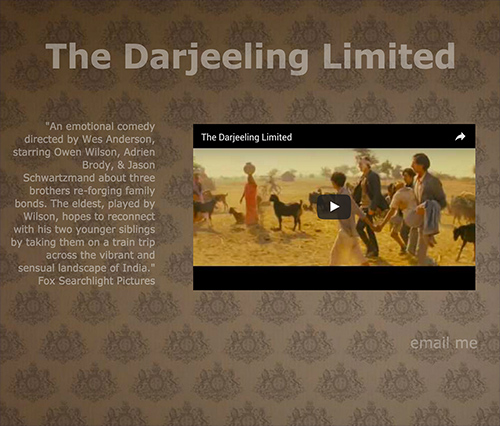 The Darjeeling Limited
"An emotional comedy
directed by Wes Anderson,
starring Owen Wilson, Adrien
Brody, & Jason
Schwartzmand about three
brothers re-forging family
bonds. The eldest, played by
Wilson, hopes to reconnect
with his two younger siblings
by taking them on a train trip
across the vibrant and
sensual landscape of India."
Fox Searchlight Pictures
The Darjeeling Limited
email me